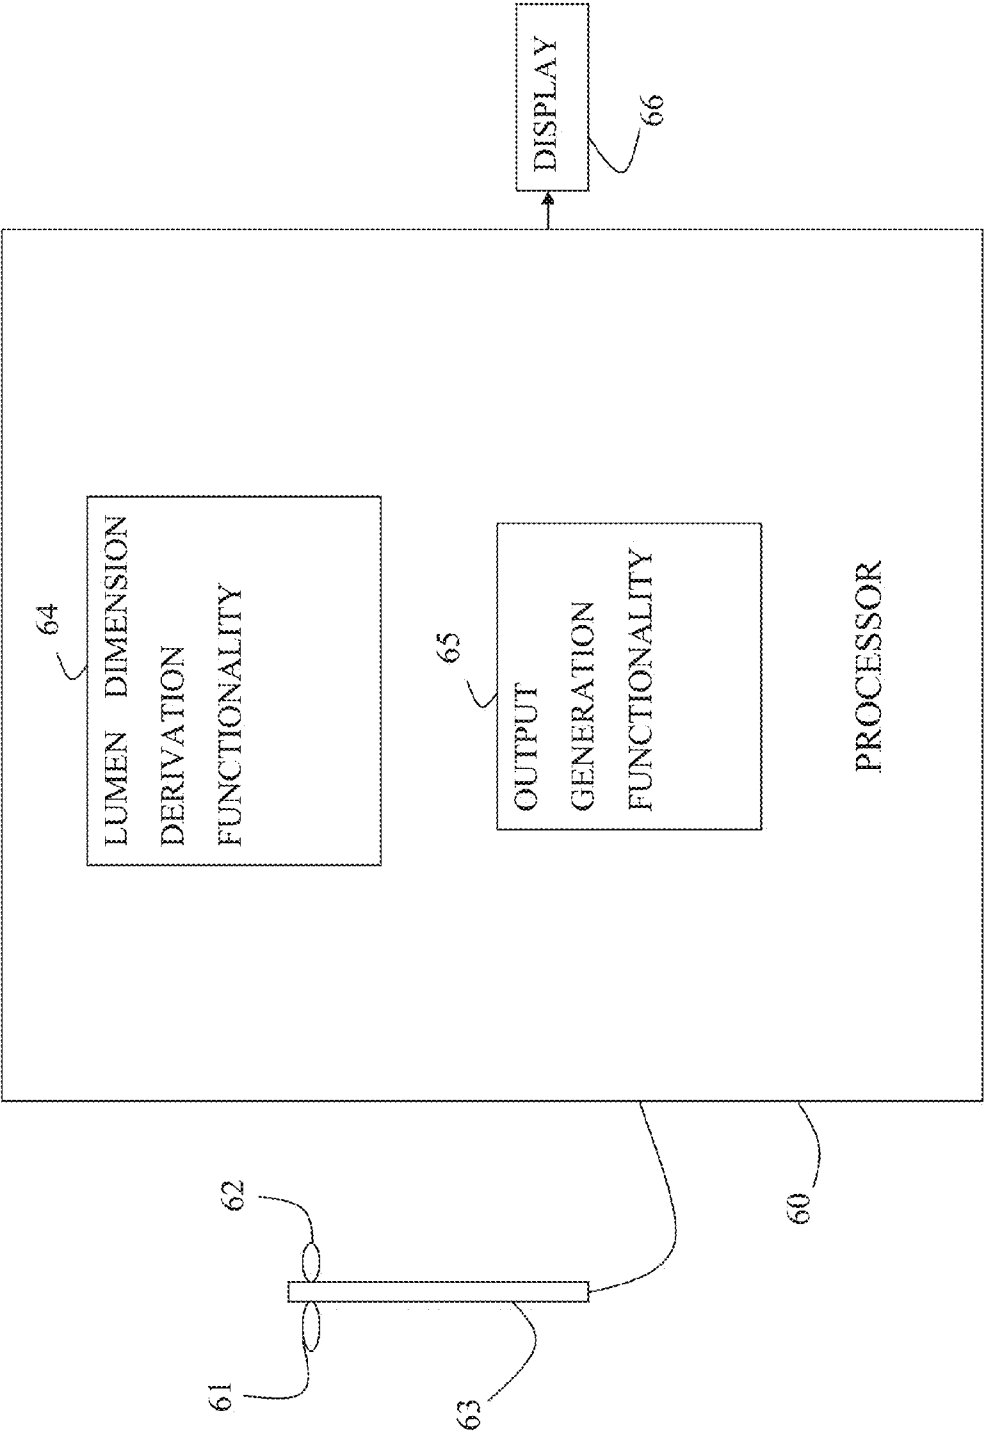 61
62
63
60
64
LUMEN DIMENSION
DERIVATION
FUNCTIONALITY
65
OUTPUT
GENERATION
FUNCTIONALITY
PROCESSOR
DISPLAY
66